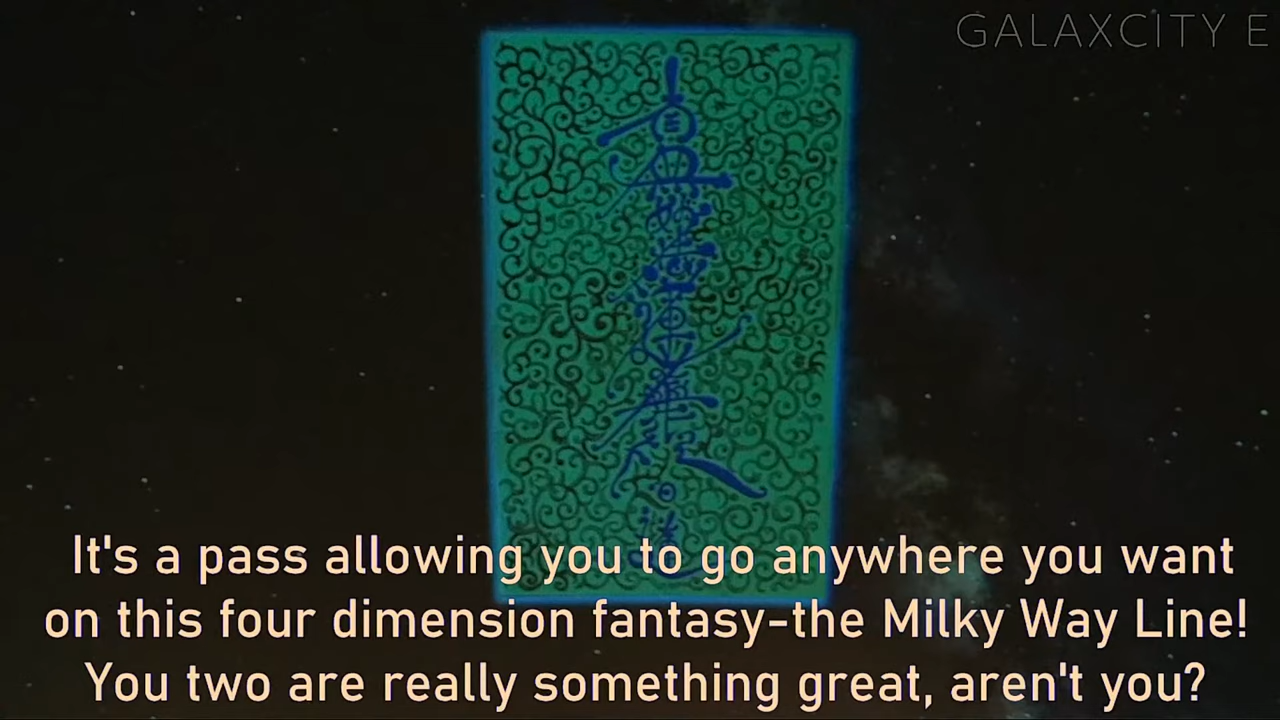 GALAXCITY E
It's a pass allowing you to go anywhere you want
on this four dimension fantasy-the Milky Way Line!
You two are really something great, aren't you?